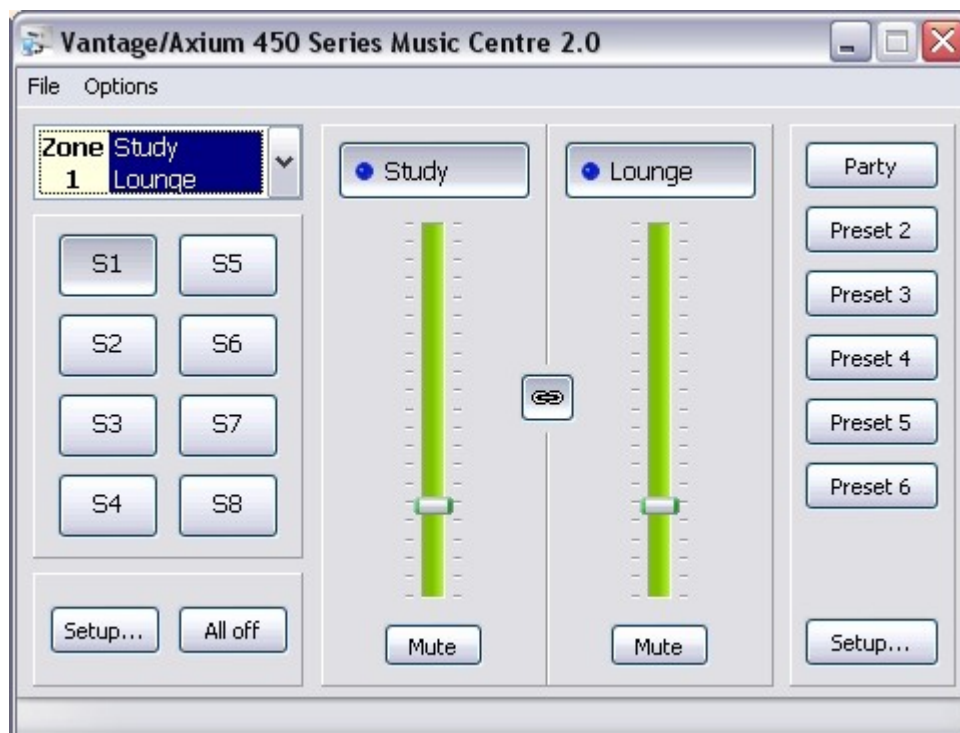 Vantage/Axium 450 Series Music Centre 2.0
File Options
Zone Study
1 Lounge
Study
Lounge
S1 S5
S2 S6
S3 S7
S4 S8
Setup... All off
Mute
Mute
Party
Preset 2
Preset 3
Preset 4
Preset 5
Preset 6
Setup...